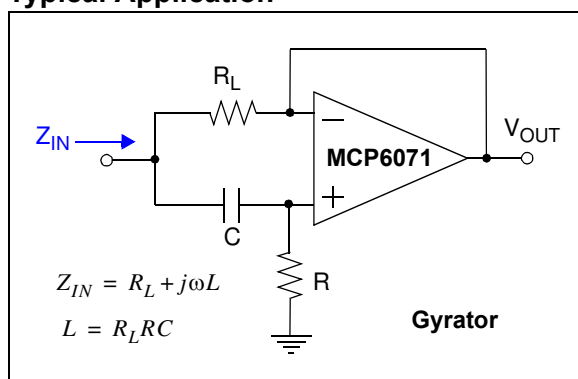 Typical Application
R_L
Z_IN
−
V_OUT
MCP6071
+
C
R
Z_IN = R_L + jωL
L = R_L RC
Gyrator